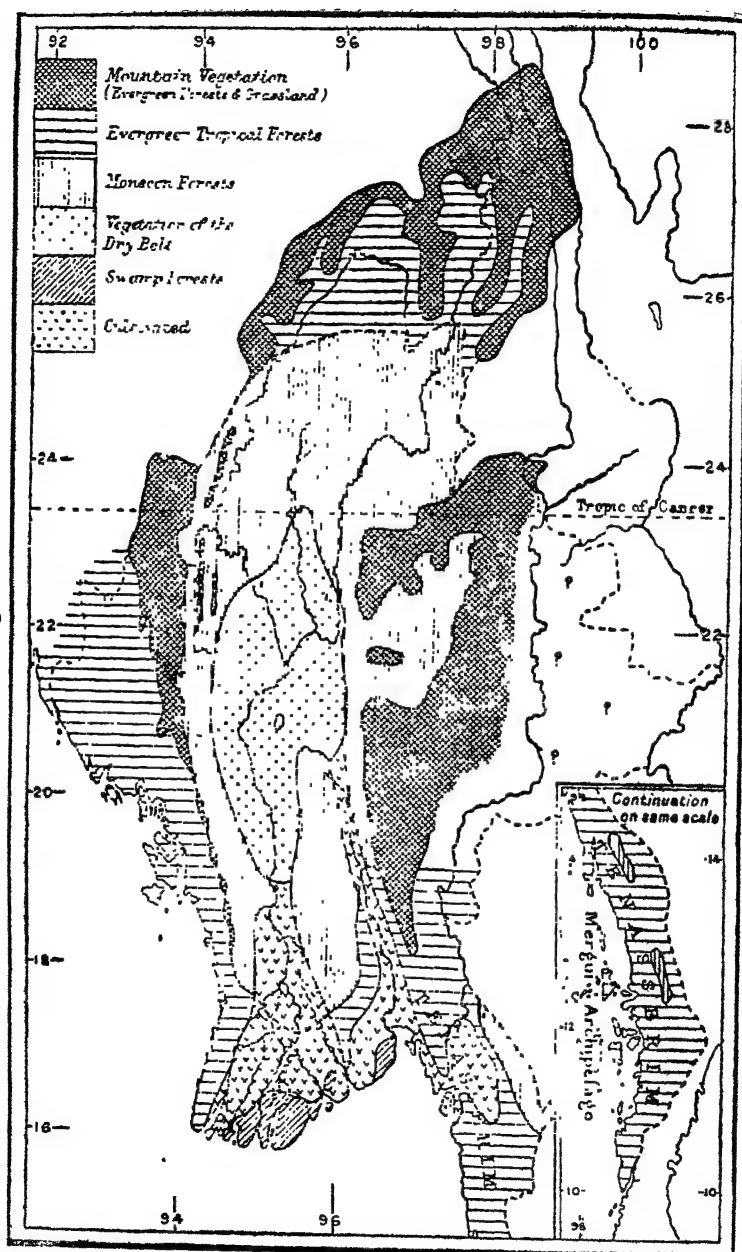 92 94 96 98 100
Mountain Vegetation
(Evergreen Forests & Grassland)
Evergreen Tropical Forests
Monsoon Forests
Vegetation of the
Dry Belt
Swamp Forests
Cultivated
28
26
24 24
Tropic of Cancer
22 22
?
?
?
?
20
Continuation
on same scale
14
18
Mergui Archipelago
12
16
10 10
98
94 96